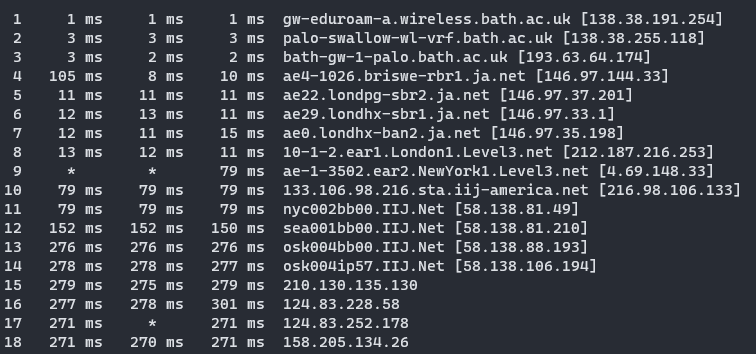 1 1 ms 1 ms 1 ms gw-eduroam-a.wireless.bath.ac.uk [138.38.191.254]
2 3 ms 3 ms 3 ms palo-swallow-wl-vrf.bath.ac.uk [138.38.255.118]
3 3 ms 2 ms 2 ms bath-gw-1-palo.bath.ac.uk [193.63.64.174]
4 105 ms 8 ms 10 ms ae4-1026.briswe-rbr1.ja.net [146.97.144.33]
5 11 ms 11 ms 11 ms ae22.londpg-sbr2.ja.net [146.97.37.201]
6 12 ms 13 ms 11 ms ae29.londhx-sbr1.ja.net [146.97.33.1]
7 12 ms 11 ms 15 ms ae0.londhx-ban2.ja.net [146.97.35.198]
8 13 ms 12 ms 11 ms 10-1-2.ear1.London1.Level3.net [212.187.216.253]
9 * * 79 ms ae-1-3502.ear2.NewYork1.Level3.net [4.69.148.33]
10 79 ms 79 ms 79 ms 133.106.98.216.sta.iij-america.net [216.98.106.133]
11 79 ms 79 ms 79 ms nyc002bb00.IIJ.Net [58.138.81.49]
12 152 ms 152 ms 150 ms sea001bb00.IIJ.Net [58.138.81.210]
13 276 ms 276 ms 276 ms osk004bb00.IIJ.Net [58.138.88.193]
14 278 ms 278 ms 277 ms osk004ip57.IIJ.Net [58.138.106.194]
15 279 ms 275 ms 279 ms 210.130.135.130
16 277 ms 278 ms 301 ms 124.83.228.58
17 271 ms * 271 ms 124.83.252.178
18 271 ms 270 ms 271 ms 158.205.134.26